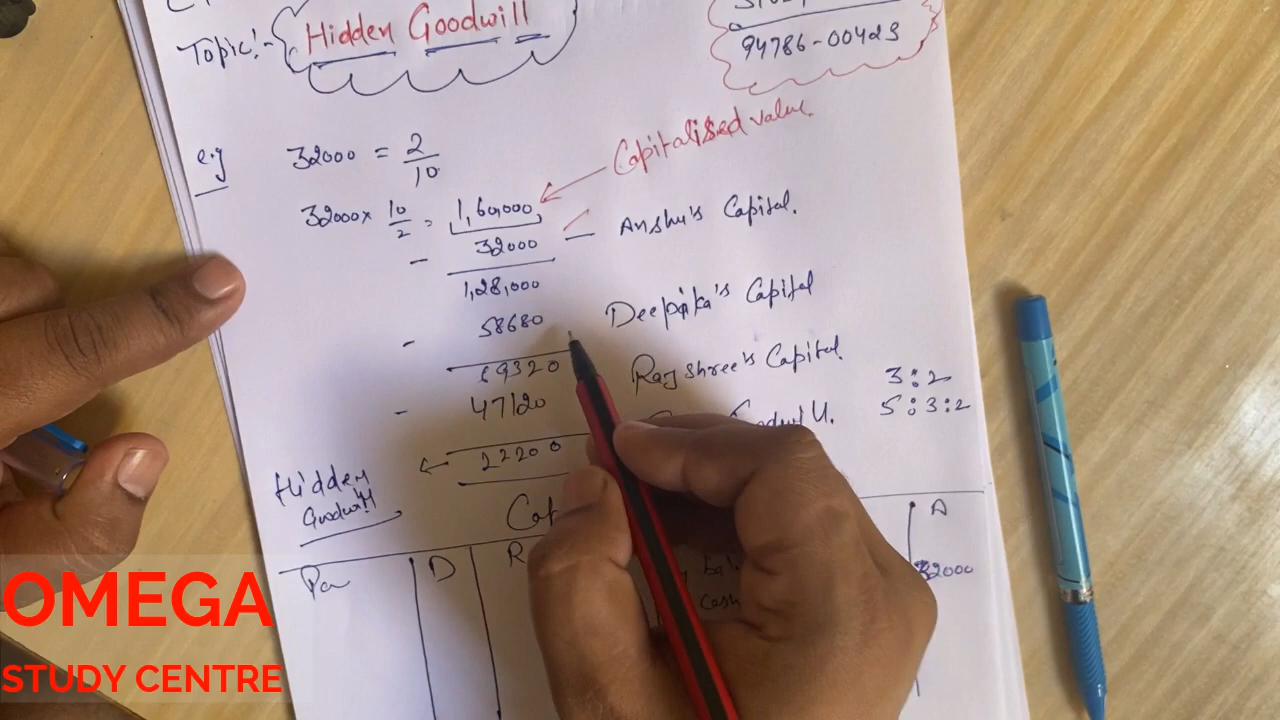 Topic:- Hidden Goodwill
94786-00423
e.g 32000 = 2/10
Capitalised value
32000 × 10/2 = 1,60,000
- 32000 — Anshu's Capital.
1,28,000
- 58680 Deepika's Capital
69320 Rajshree's Capital.
- 47120 Goodwill.
3:2
5:3:2
Hidden Goodwill ← 22200
Cap
A
D R
32000
cash
OMEGA
STUDY CENTRE